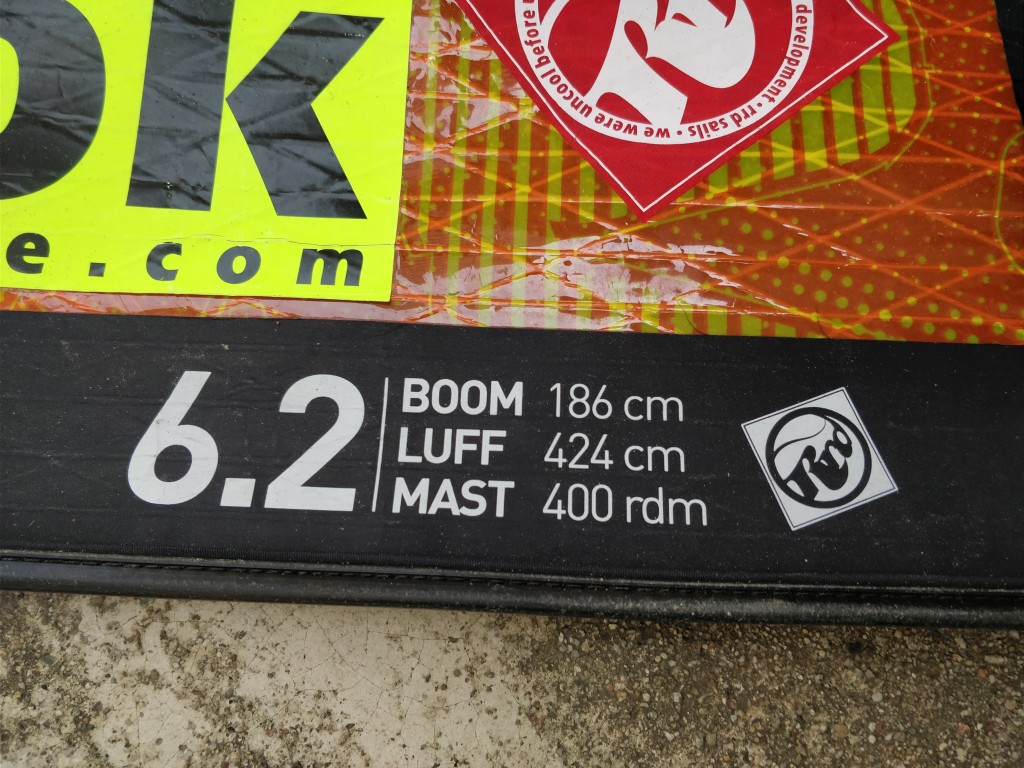 ok
e.com
we were uncool before
development • rrd sails •
6.2
BOOM 186 cm
LUFF 424 cm
MAST 400 rdm